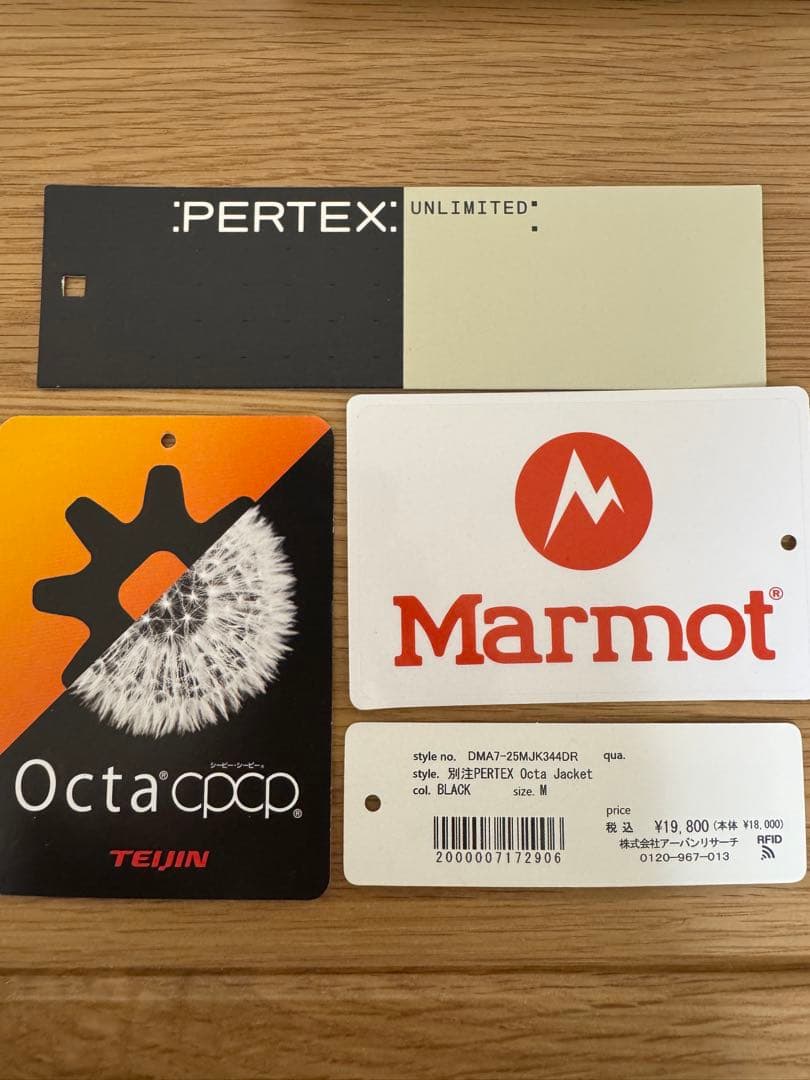 :PERTEX: UNLIMITED:
Octa® cpcp®
シーピー・シーピー®
TEIJIN
Marmot®
style no. DMA7-25MJK344DR qua.
style. 別注PERTEX Octa Jacket
col. BLACK size. M
price
税込 ¥19,800 (本体 ¥18,000)
株式会社アーバンリサーチ RFID
2000007172906 0120-967-013